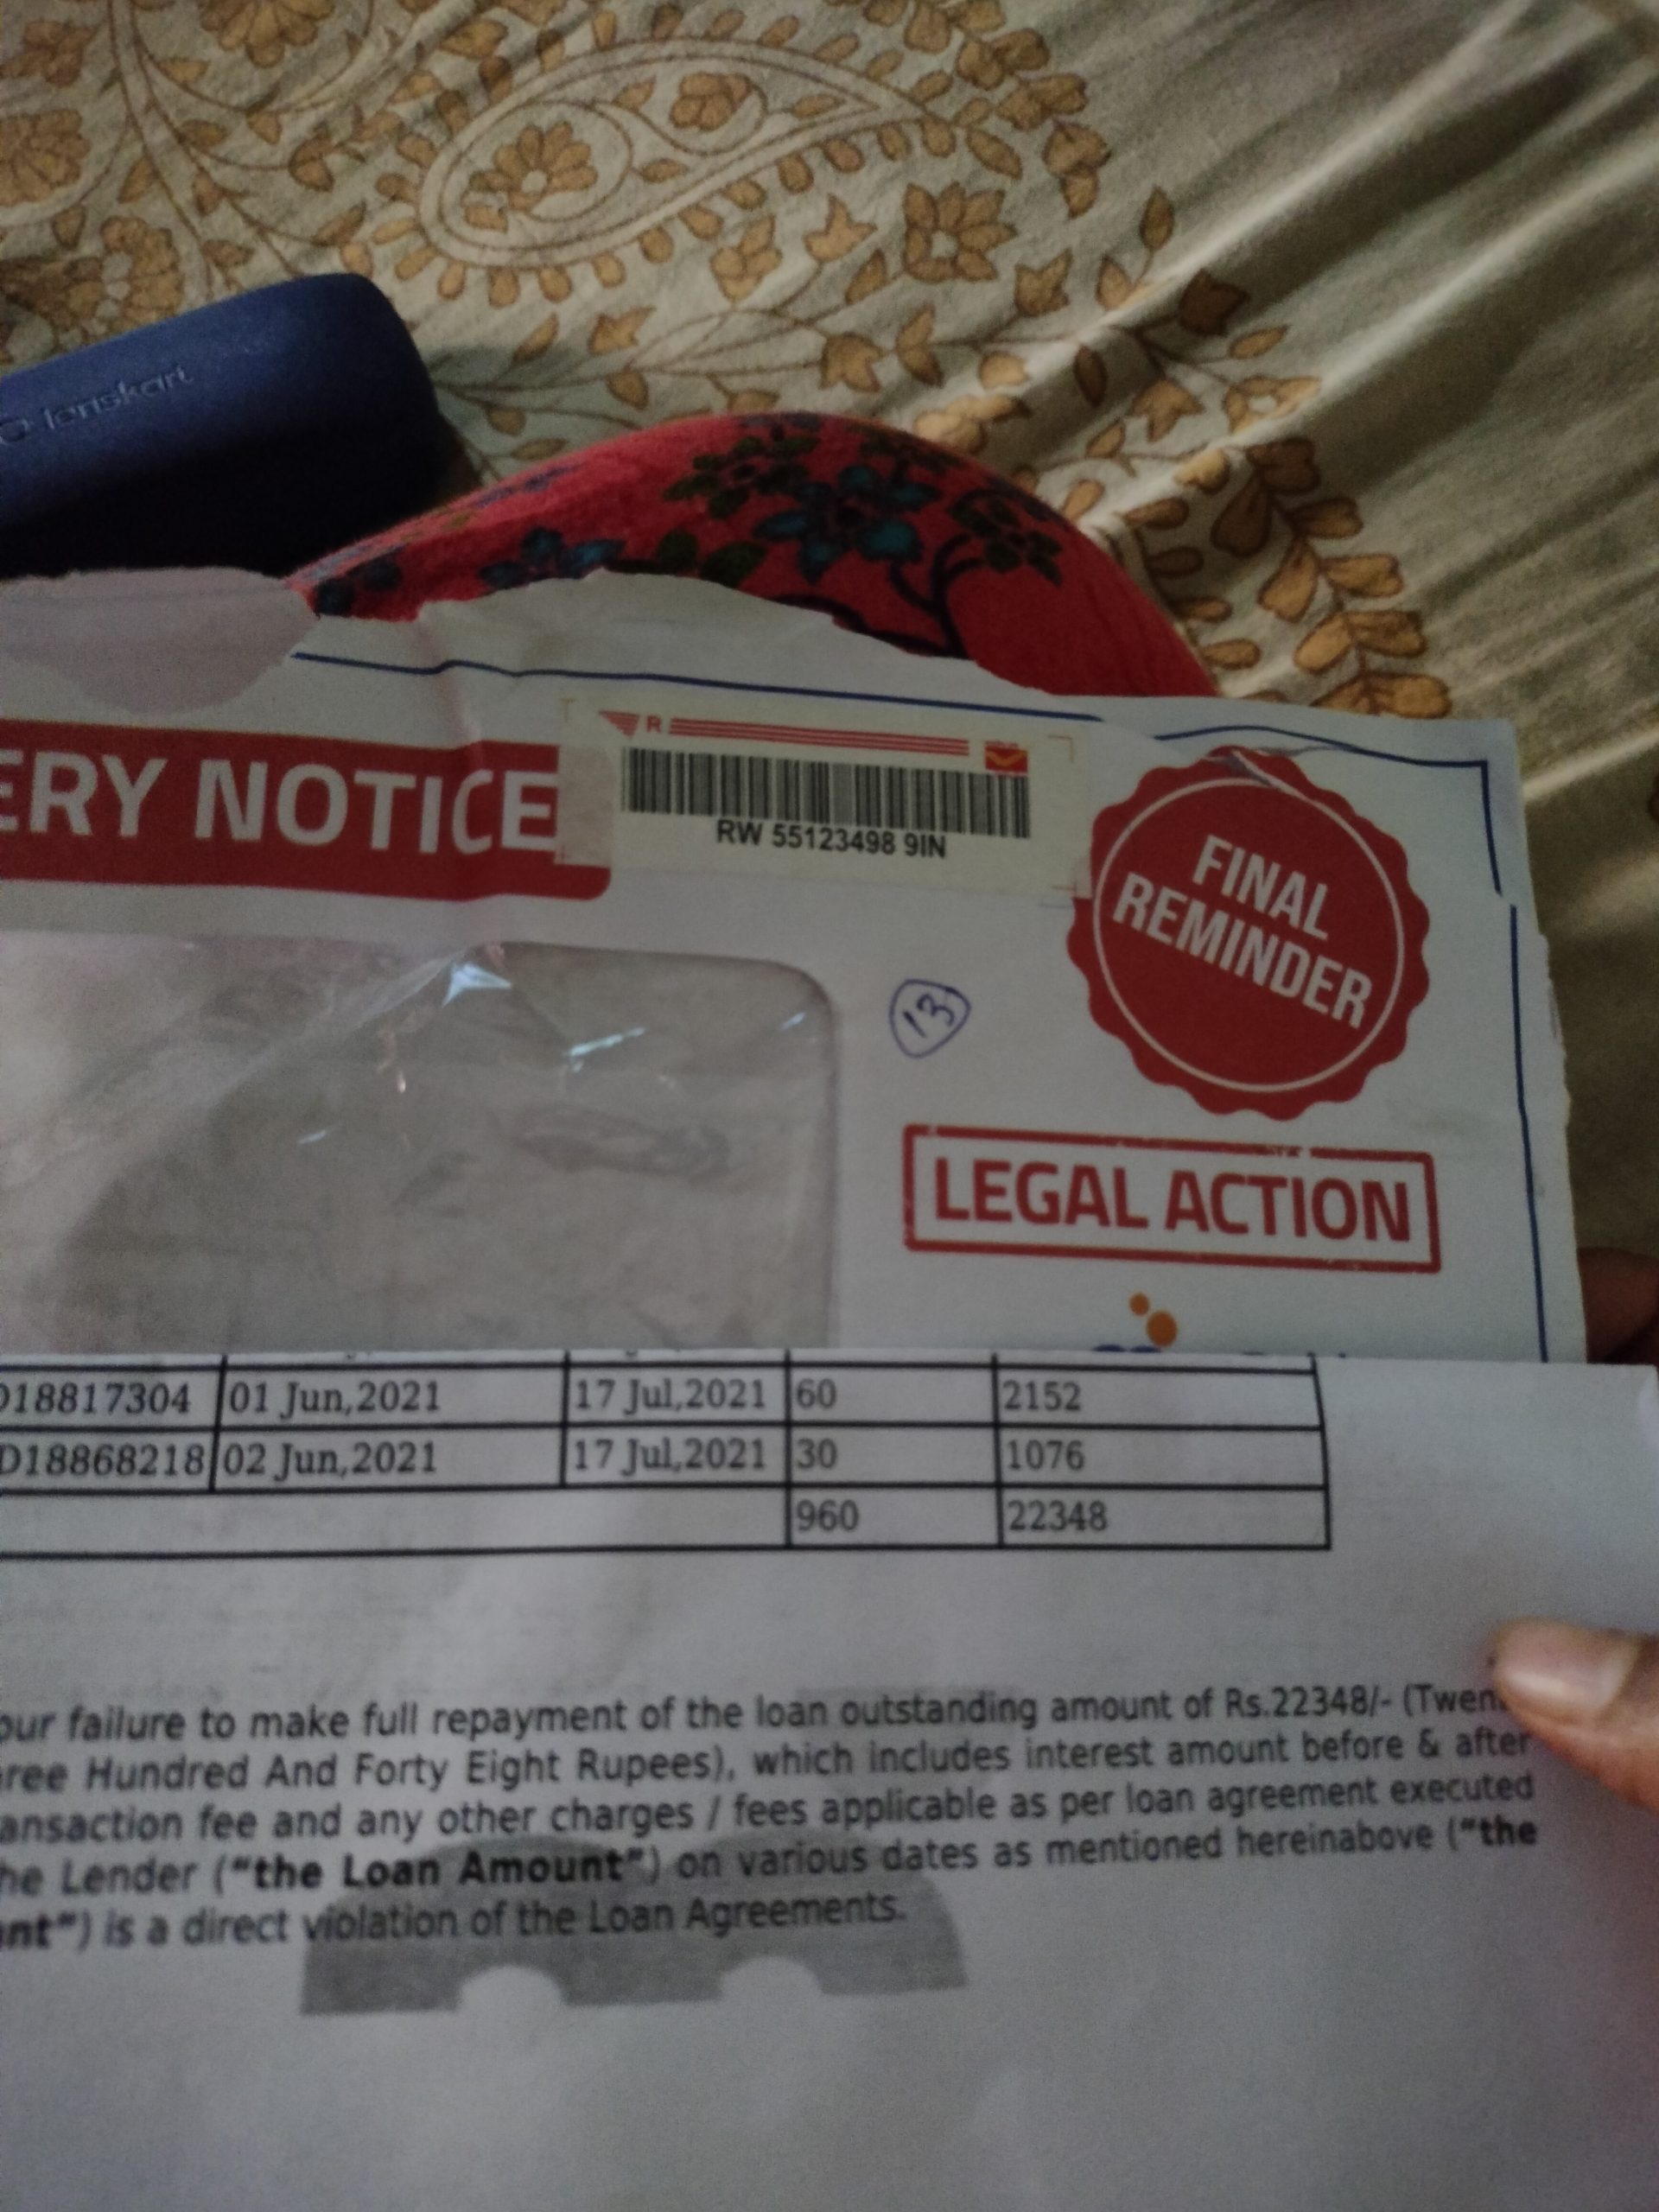 lenskart
R
ERY NOTICE
RW 55123498 9IN
FINAL
REMINDER
13
LEGAL ACTION
D18817304 01 Jun,2021 17 Jul,2021 60 2152
D18868218 02 Jun,2021 17 Jul,2021 30 1076
960 22348
our failure to make full repayment of the loan outstanding amount of Rs.22348/- (Twen
ree Hundred And Forty Eight Rupees), which includes interest amount before & after
ansaction fee and any other charges / fees applicable as per loan agreement executed
he Lender ("the Loan Amount") on various dates as mentioned hereinabove ("the
nt") is a direct violation of the Loan Agreements.